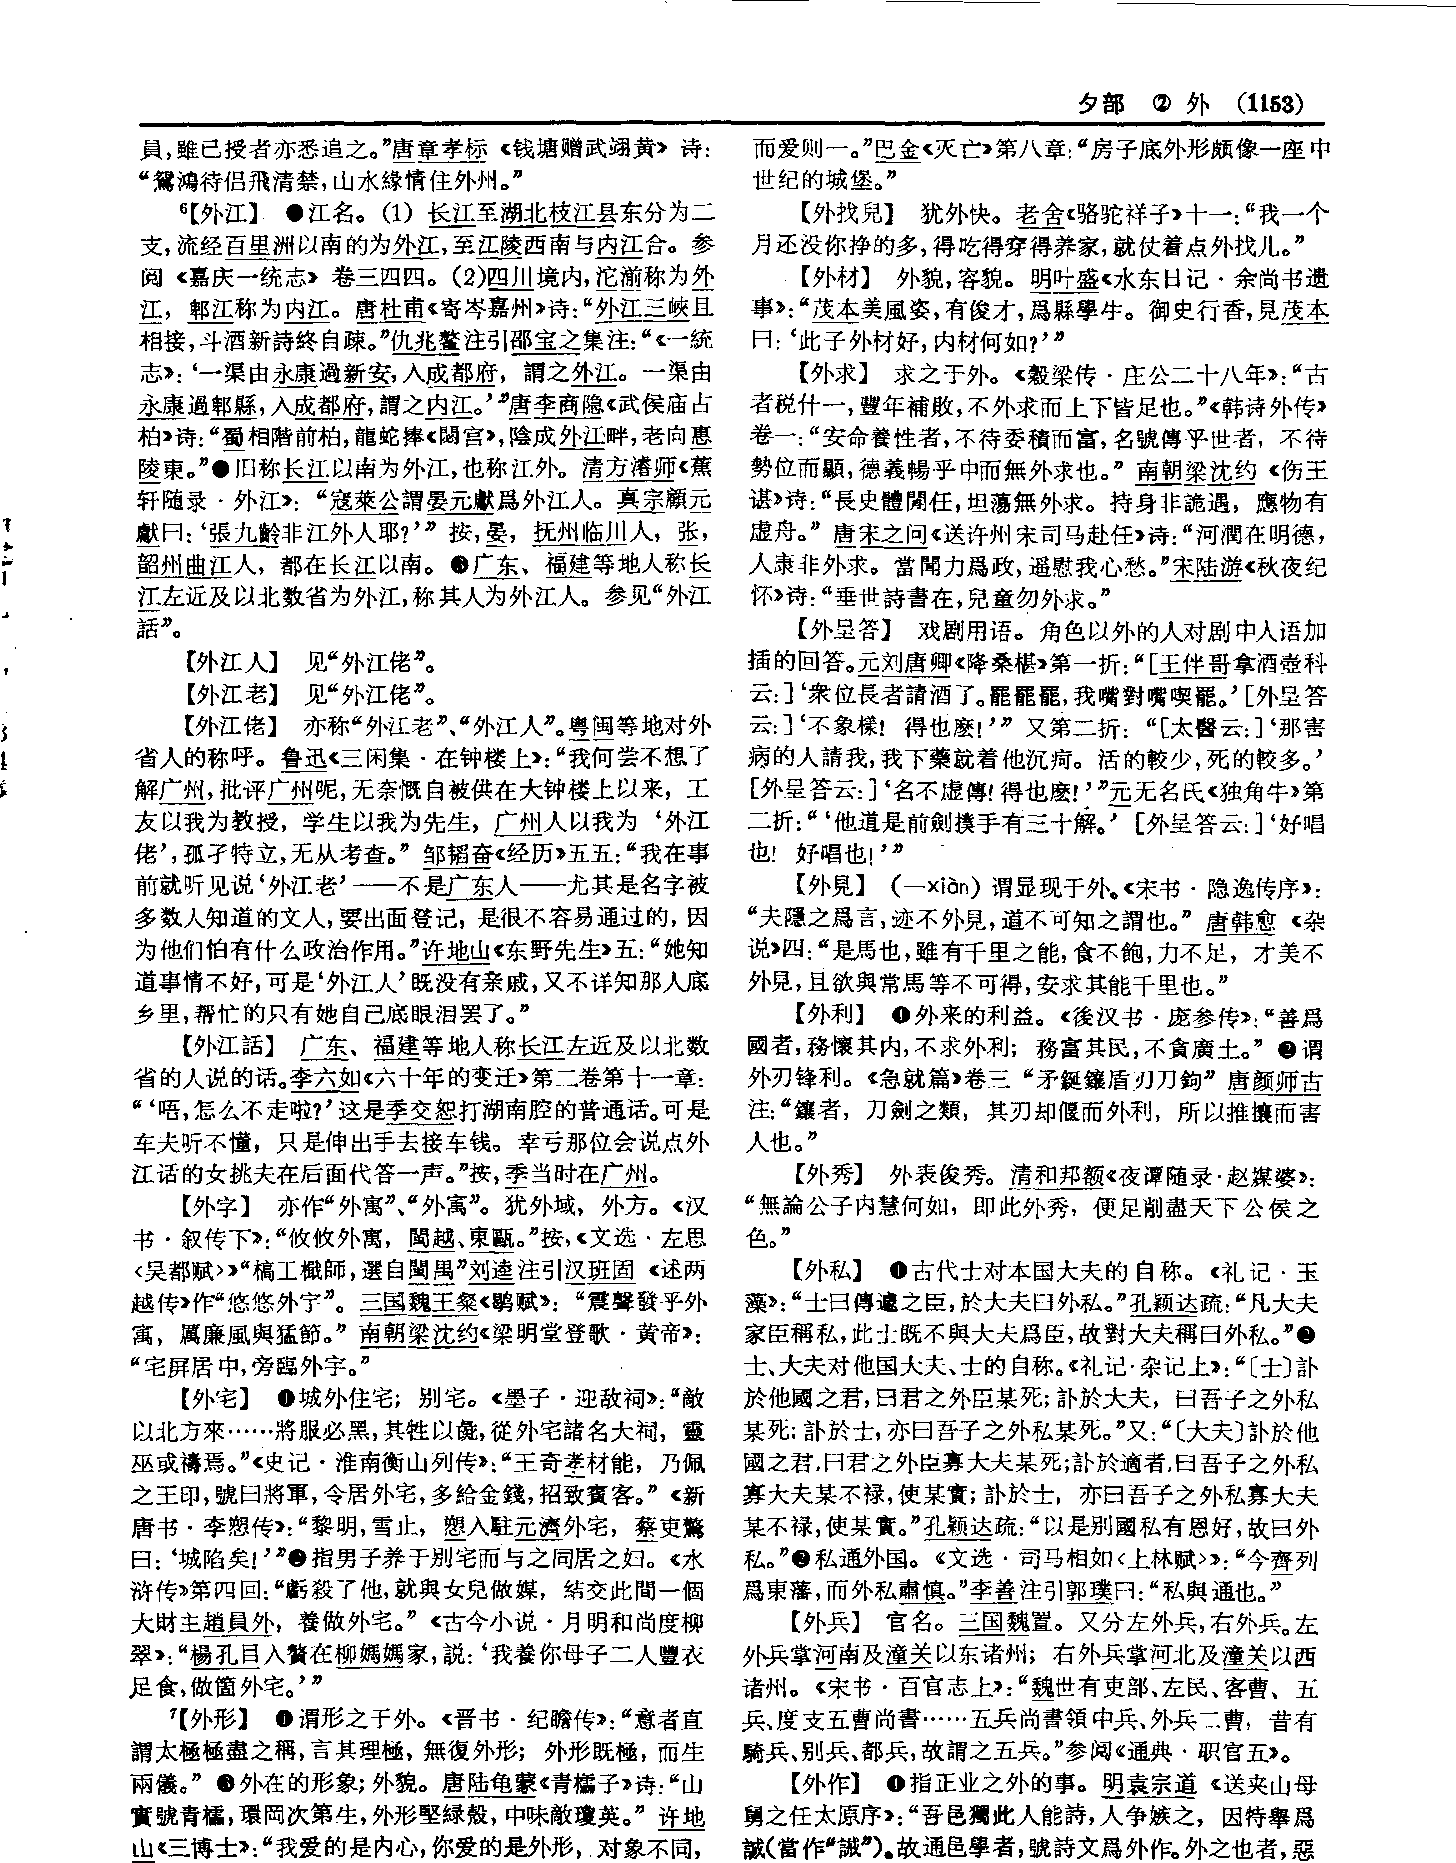 夕部 ② 外 (1153)
員,雖已授者亦悉追之。”唐章孝标《钱塘赠武翊黄》诗:
“鴛鴻待侣飛清禁,山水緣情住外州。”
⁶【外江】 ❶江名。(1) 长江至湖北枝江县东分为二
支,流经百里洲以南的为外江,至江陵西南与内江合。参
阅《嘉庆一统志》卷三四四。(2)四川境内,沱湔称为外
江,郫江称为内江。唐杜甫《寄岑嘉州》诗:“外江三峽且
相接,斗酒新詩終自疎。”仇兆鳌注引邵宝之集注:“《一統
志》:‘一渠由永康過新安,入成都府,謂之外江。一渠由
永康過郫縣,入成都府,謂之内江。’”唐李商隐《武侯庙古
柏》诗:“蜀相階前柏,龍蛇捧《閟宫》,陰成外江畔,老向惠
陵東。”❷旧称长江以南为外江,也称江外。清方濬师《蕉
轩随录·外江》:“寇萊公謂晏元獻爲外江人。真宗顧元
獻曰:‘張九齡非江外人耶?’”按,晏,抚州临川人,张,
韶州曲江人,都在长江以南。❸广东、福建等地人称长
江左近及以北数省为外江,称其人为外江人。参见“外江
話”。
【外江人】 见“外江佬”。
【外江老】 见“外江佬”。
【外江佬】 亦称“外江老”、“外江人”。粤闽等地对外
省人的称呼。鲁迅《三闲集·在钟楼上》:“我何尝不想了
解广州,批评广州呢,无奈慨自被供在大钟楼上以来,工
友以我为教授,学生以我为先生,广州人以我为‘外江
佬’,孤孑特立,无从考查。”邹韬奋《经历》五五:“我在事
前就听见说‘外江老’——不是广东人——尤其是名字被
多数人知道的文人,要出面登记,是很不容易通过的,因
为他们怕有什么政治作用。”许地山《东野先生》五:“她知
道事情不好,可是‘外江人’既没有亲戚,又不详知那人底
乡里,帮忙的只有她自己底眼泪罢了。”
【外江話】 广东、福建等地人称长江左近及以北数
省的人说的话。李六如《六十年的变迁》第二卷第十一章:
“‘唔,怎么不走啦?’这是季交恕打湖南腔的普通话。可是
车夫听不懂,只是伸出手去接车钱。幸亏那位会说点外
江话的女挑夫在后面代答一声。”按,季当时在广州。
【外字】 亦作“外寓”、“外㝢”。犹外域,外方。《汉
书·叙传下》:“攸攸外寓,閩越、東甌。”按,《文选·左思
〈吴都赋〉》“槁工檝師,選自閩禺”刘逵注引汉班固《述两
越传》作“悠悠外宇”。三国魏王粲《鹖赋》:“震聲發乎外
寓,厲廉風與猛節。”南朝梁沈约《梁明堂登歌·黄帝》:
“宅屏居中,旁臨外宇。”
【外宅】 ❶城外住宅;别宅。《墨子·迎敌祠》:“敵
以北方來……將服必黑,其牲以彘,從外宅諸名大祠,靈
巫或禱焉。”《史记·淮南衡山列传》:“王奇孝材能,乃佩
之王印,號曰將軍,令居外宅,多給金錢,招致賓客。”《新
唐书·李愬传》:“黎明,雪止,愬入駐元濟外宅,蔡吏驚
曰:‘城陷矣!’”❷指男子养于别宅而与之同居之妇。《水
浒传》第四回:“虧殺了他,就與女兒做媒,結交此間一個
大財主趙員外,養做外宅。”《古今小说·月明和尚度柳
翠》:“楊孔目入贅在柳媽媽家,説:‘我養你母子二人豐衣
足食,做箇外宅。’”
⁷【外形】 ❶谓形之于外。《晋书·纪瞻传》:“意者直
謂太極極盡之稱,言其理極,無復外形;外形既極,而生
兩儀。”❷外在的形象;外貌。唐陆龟蒙《青櫺子》诗:“山
實號青櫺,環岡次第生,外形堅緑殼,中味敵瓊英。”许地
山《三博士》:“我爱的是内心,你爱的是外形,对象不同,
而爱则一。”巴金《灭亡》第八章:“房子底外形颇像一座中
世纪的城堡。”
【外找兒】 犹外快。老舍《骆驼祥子》十一:“我一个
月还没你挣的多,得吃得穿得养家,就仗着点外找儿。”
【外材】 外貌,容貌。明叶盛《水东日记·余尚书遗
事》:“茂本美風姿,有俊才,爲縣學生。御史行香,見茂本
曰:‘此子外材好,内材何如?’”
【外求】 求之于外。《穀梁传·庄公二十八年》:“古
者税什一,豐年補敗,不外求而上下皆足也。”《韩诗外传》
卷一:“安命養性者,不待委積而富,名號傳乎世者,不待
勢位而顯,德義暢乎中而無外求也。”南朝梁沈约《伤王
谌》诗:“長史體閒任,坦蕩無外求。持身非詭遇,應物有
虚舟。”唐宋之问《送许州宋司马赴任》诗:“河潤在明德,
人康非外求。當聞力爲政,遥慰我心愁。”宋陆游《秋夜纪
怀》诗:“垂世詩書在,兒童勿外求。”
【外呈答】 戏剧用语。角色以外的人对剧中人语加
插的回答。元刘唐卿《降桑椹》第一折:“[王伴哥拿酒壺科
云:]‘衆位長者請酒了。罷罷罷,我嘴對嘴喫罷。’[外呈答
云:]‘不象樣!得也麽!’”又第二折:“[太醫云:]‘那害
病的人請我,我下藥就着他沉疴。活的較少,死的較多。’
[外呈答云:]‘名不虚傳!得也麽!’”元无名氏《独角牛》第
二折:“‘他道是前劍撲手有三十解。’[外呈答云:]‘好唱
也!好唱也!’”
【外見】 (—xiàn)谓显现于外。《宋书·隐逸传序》:
“夫隱之爲言,迹不外見,道不可知之謂也。”唐韩愈《杂
说》四:“是馬也,雖有千里之能,食不飽,力不足,才美不
外見,且欲與常馬等不可得,安求其能千里也。”
【外利】 ❶外来的利益。《後汉书·庞参传》:“善爲
國者,務懷其内,不求外利;務富其民,不貪廣土。”❷谓
外刃锋利。《急就篇》卷三“矛鋋鑲盾刃刀鉤”唐颜师古
注:“鑲者,刀劍之類,其刃却偃而外利,所以推攘而害
人也。”
【外秀】 外表俊秀。清和邦额《夜谭随录·赵媒婆》:
“無論公子内慧何如,即此外秀,便足削盡天下公侯之
色。”
【外私】 ❶古代士对本国大夫的自称。《礼记·玉
藻》:“士曰傳遽之臣,於大夫曰外私。”孔颖达疏:“凡大夫
家臣稱私,此士既不與大夫爲臣,故對大夫稱曰外私。”❷
士、大夫对他国大夫、士的自称。《礼记·杂记上》:“〔士〕訃
於他國之君,曰君之外臣某死;訃於大夫,曰吾子之外私
某死;訃於士,亦曰吾子之外私某死。”又:“〔大夫〕訃於他
國之君,曰君之外臣寡大夫某死;訃於適者,曰吾子之外私
寡大夫某不禄,使某實;訃於士,亦曰吾子之外私寡大夫
某不禄,使某實。”孔颖达疏:“以是别國私有恩好,故曰外
私。”❸私通外国。《文选·司马相如〈上林赋〉》:“今齊列
爲東藩,而外私肅慎。”李善注引郭璞曰:“私與通也。”
【外兵】 官名。三国魏置。又分左外兵,右外兵。左
外兵掌河南及潼关以东诸州;右外兵掌河北及潼关以西
诸州。《宋书·百官志上》:“魏世有吏部、左民、客曹、五
兵、度支五曹尚書……五兵尚書領中兵、外兵二曹,昔有
騎兵、别兵、都兵,故謂之五兵。”参阅《通典·职官五》。
【外作】 ❶指正业之外的事。明袁宗道《送夹山母
舅之任太原序》:“吾邑獨此人能詩,人争嫉之,因特舉爲
誠(當作“誡”)。故通邑學者,號詩文爲外作。外之也者,惡